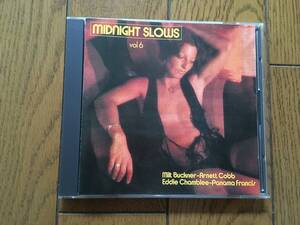 MIDNIGHT SLOWS
vol 6
Milt Buckner-Arnett Cobb
Eddie Chamblee-Panama Francis